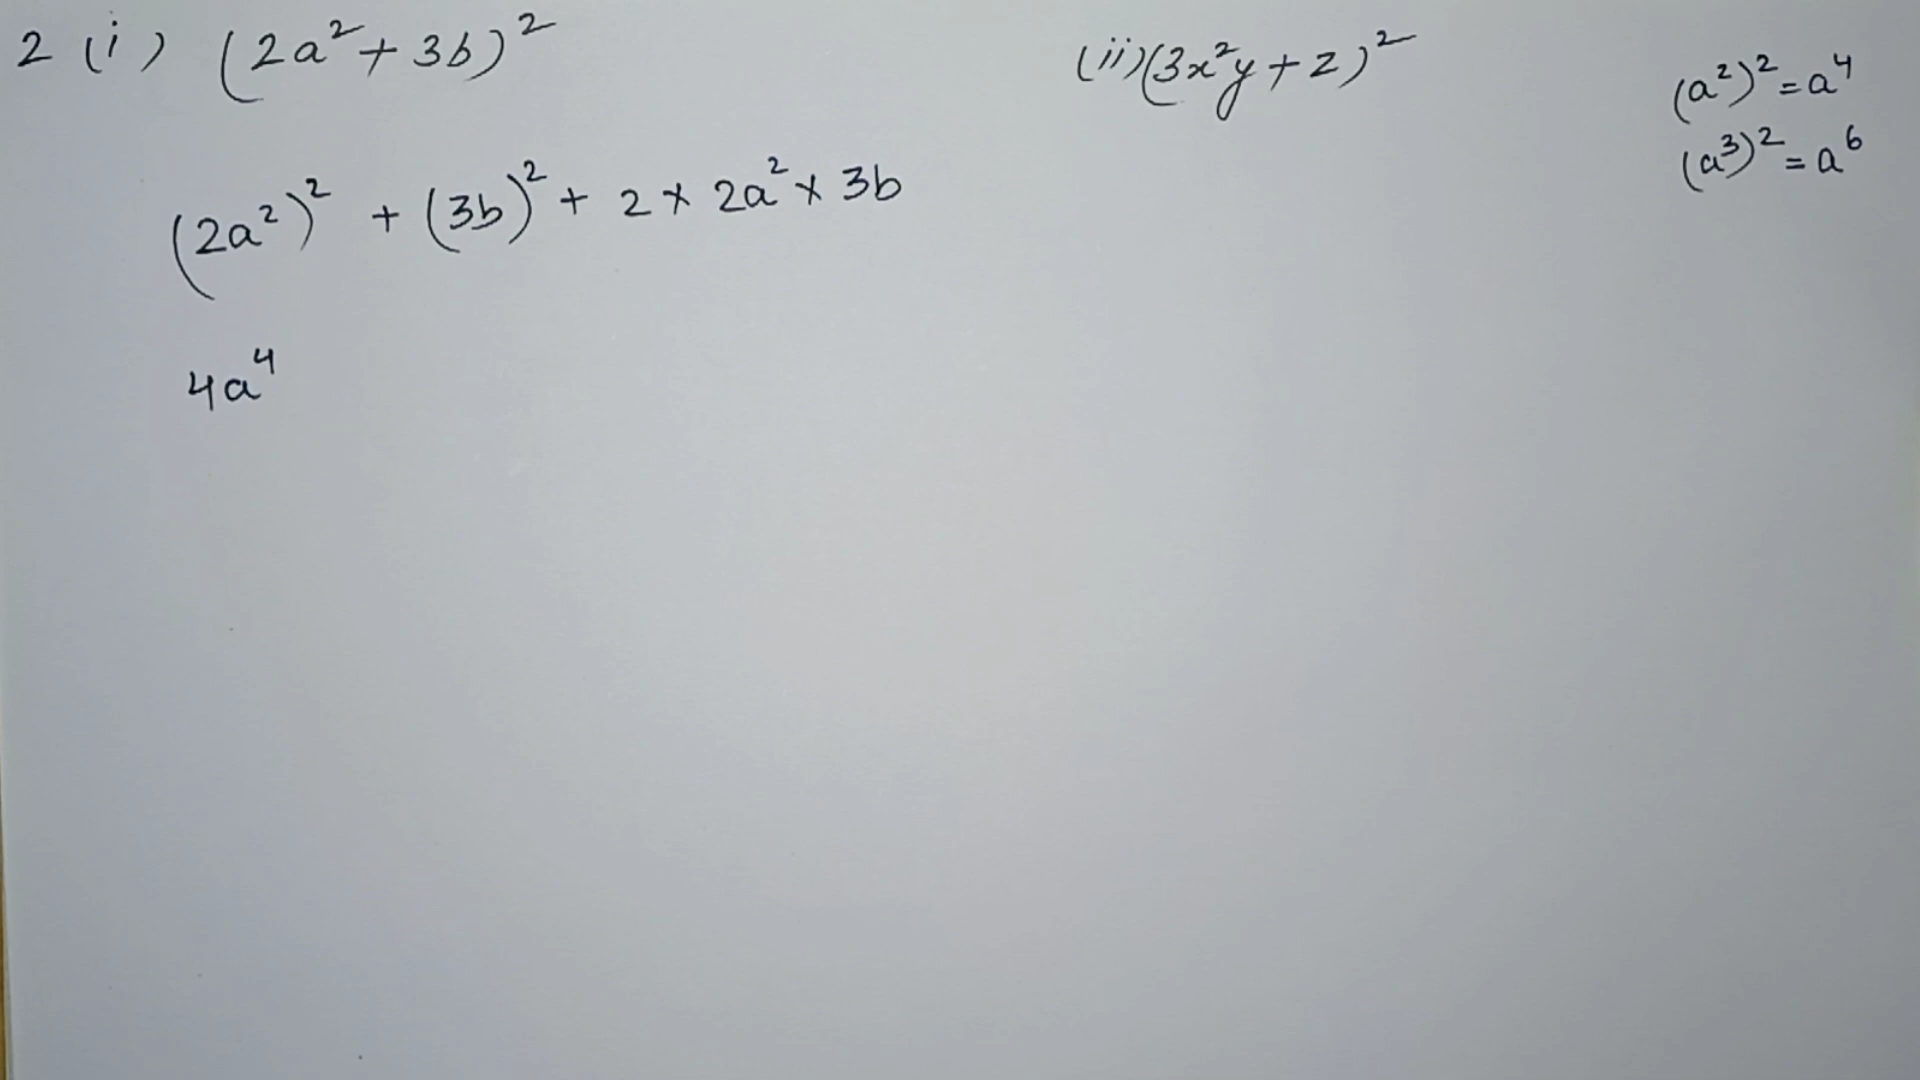 2 (i) (2a² + 3b)²
(ii) (3x²y + z)²
(a²)² = a⁴
(a³)² = a⁶
(2a²)² + (3b)² + 2 × 2a² × 3b
4a⁴